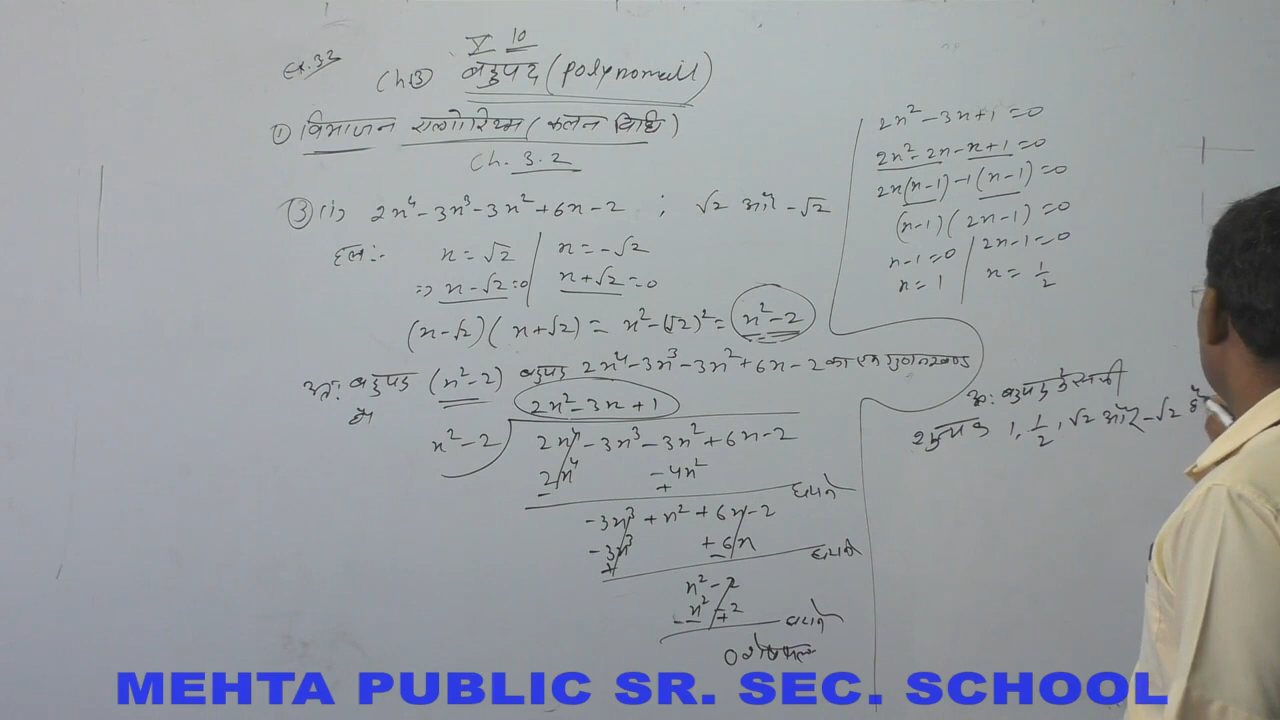 Ex. 3.2
X 10
Ch ③ बहुपद (polynomeill)
① विभाजन एल्गोरिथ्म (कलन विधि)
Ch. 3.2
③ (i) 2x⁴ - 3x³ - 3x² + 6x - 2 ; √2 और -√2
हल :- x = √2 | x = -√2
⇒ x - √2 = 0 | x + √2 = 0
(x - √2)(x + √2) = x² - (√2)² = x² - 2
अतः बहुपद (x² - 2) बहुपद 2x⁴ - 3x³ - 3x² + 6x - 2 का एक गुणनखण्ड
है
2x² - 3x + 1
x² - 2
2x⁴ - 3x³ - 3x² + 6x - 2
2x⁴ - 4x²
- +
घटाने
-3x³ + x² + 6x - 2
-3x³ + 6x
+ -
घटाने
x² - 2
x² - 2
- +
घटाने
0 शेषफल
2x² - 3x + 1 = 0
2x² - 2x - x + 1 = 0
2x(x - 1) - 1(x - 1) = 0
(x - 1)(2x - 1) = 0
x - 1 = 0 | 2x - 1 = 0
x = 1 | x = 1/2
अतः बहुपद के सभी
शून्यक 1, 1/2, √2 और -√2 हैं
MEHTA PUBLIC SR. SEC. SCHOOL